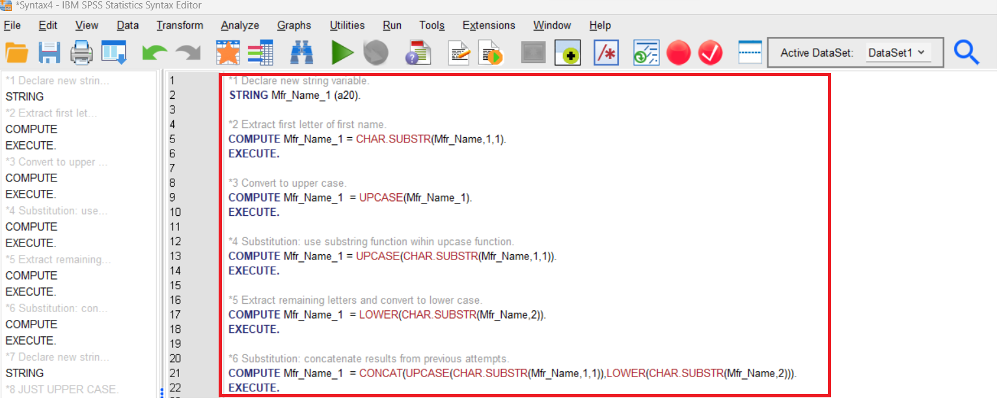 *Syntax4 - IBM SPSS Statistics Syntax Editor
File Edit View Data Transform Analyze Graphs Utilities Run Tools Extensions Window Help
Active DataSet: DataSet1
*1 Declare new strin...
STRING
*2 Extract first let...
COMPUTE
EXECUTE.
*3 Convert to upper ...
COMPUTE
EXECUTE.
*4 Substitution: use...
COMPUTE
EXECUTE.
*5 Extract remaining...
COMPUTE
EXECUTE.
*6 Substitution: con...
COMPUTE
EXECUTE.
*7 Declare new strin...
STRING
*8 JUST UPPER CASE.
1 *1 Declare new string variable.
2 STRING Mfr_Name_1 (a20).
3
4 *2 Extract first letter of first name.
5 COMPUTE Mfr_Name_1 = CHAR.SUBSTR(Mfr_Name,1,1).
6 EXECUTE.
7
8 *3 Convert to upper case.
9 COMPUTE Mfr_Name_1 = UPCASE(Mfr_Name_1).
10 EXECUTE.
11
12 *4 Substitution: use substring function wihin upcase function.
13 COMPUTE Mfr_Name_1 = UPCASE(CHAR.SUBSTR(Mfr_Name,1,1)).
14 EXECUTE.
15
16 *5 Extract remaining letters and convert to lower case.
17 COMPUTE Mfr_Name_1 = LOWER(CHAR.SUBSTR(Mfr_Name,2)).
18 EXECUTE.
19
20 *6 Substitution: concatenate results from previous attempts.
21 COMPUTE Mfr_Name_1 = CONCAT(UPCASE(CHAR.SUBSTR(Mfr_Name,1,1)),LOWER(CHAR.SUBSTR(Mfr_Name,2))).
22 EXECUTE.